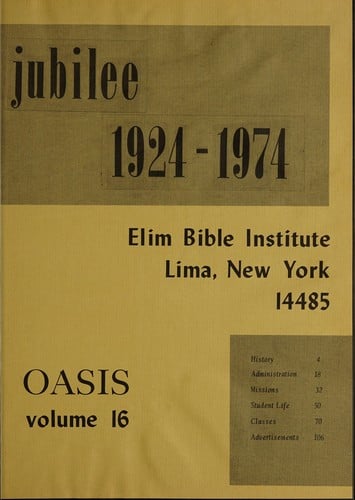 jubilee
1924-1974
Elim Bible Institute
Lima, New York
14485
OASIS
volume 16
History 4
Administration 18
Missions 32
Student Life 50
Classes 70
Advertisements 106